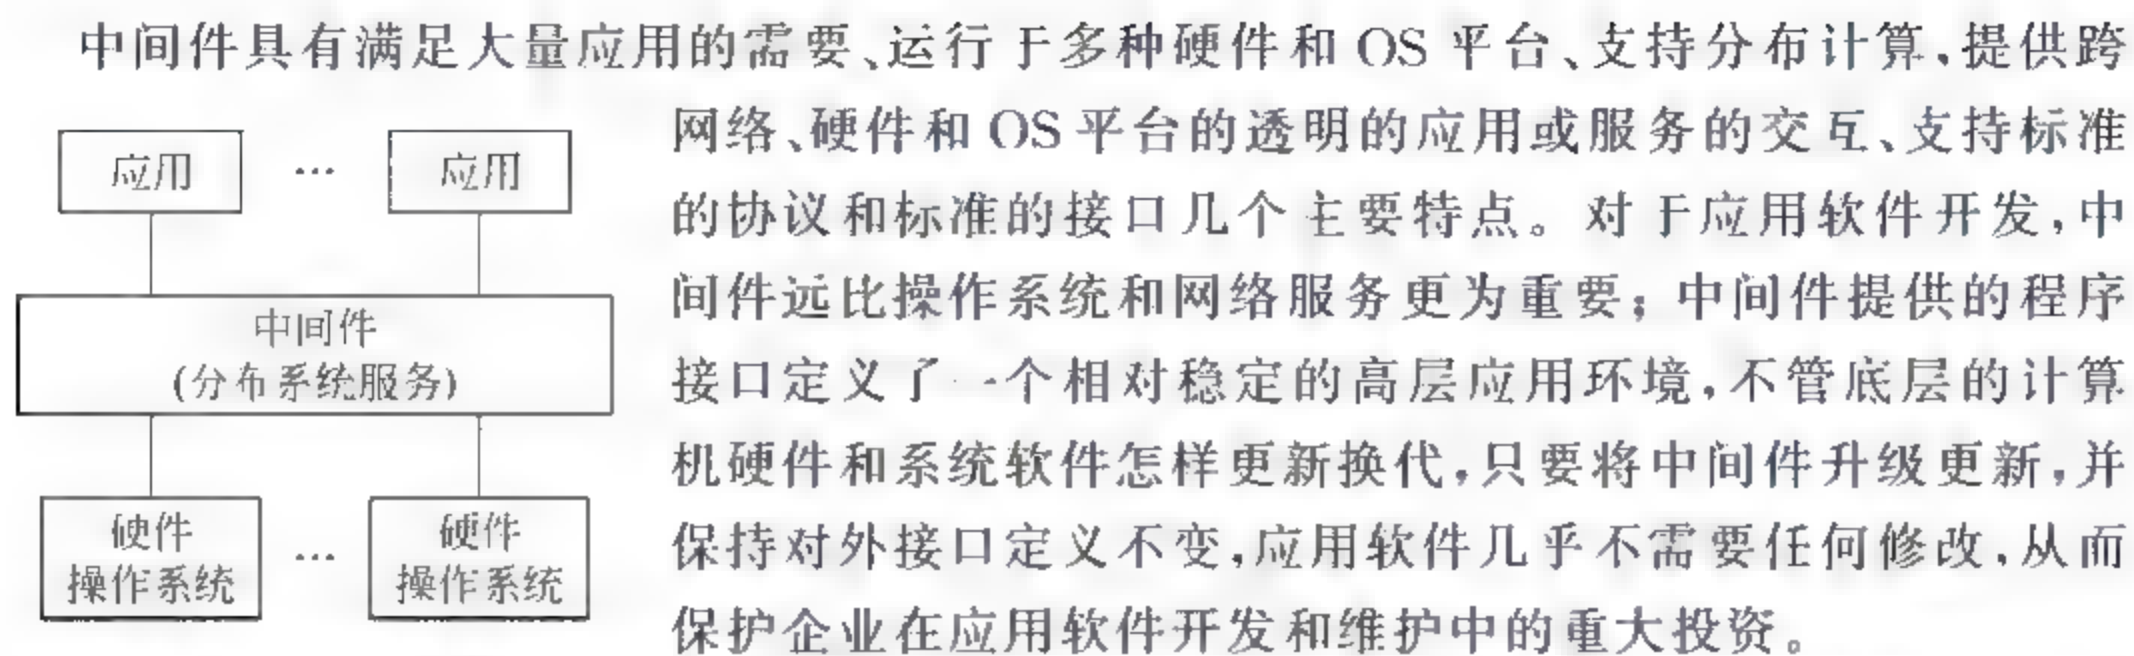 中间件具有满足大量应用的需要、运行于多种硬件和 OS 平台、支持分布计算,提供跨
网络、硬件和 OS 平台的透明的应用或服务的交互、支持标准
的协议和标准的接口几个主要特点。对于应用软件开发,中
间件远比操作系统和网络服务更为重要;中间件提供的程序
接口定义了一个相对稳定的高层应用环境,不管底层的计算
机硬件和系统软件怎样更新换代,只要将中间件升级更新,并
保持对外接口定义不变,应用软件几乎不需要任何修改,从而
保护企业在应用软件开发和维护中的重大投资。
应用 … 应用
中间件
(分布系统服务)
硬件 … 硬件
操作系统 操作系统